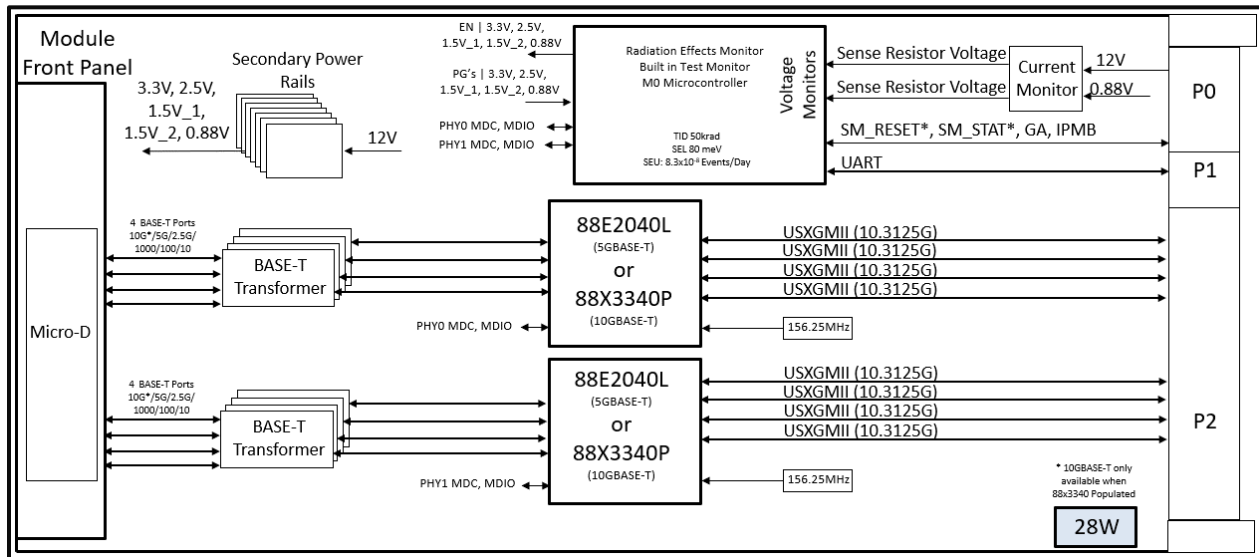 Module
Front Panel
Secondary Power
Rails
3.3V, 2.5V,
1.5V_1,
1.5V_2, 0.88V
12V
EN | 3.3V, 2.5V,
1.5V_1, 1.5V_2, 0.88V
PG's | 3.3V, 2.5V,
1.5V_1, 1.5V_2, 0.88V
PHY0 MDC, MDIO
PHY1 MDC, MDIO
Radiation Effects Monitor
Built in Test Monitor
M0 Microcontroller
TID 50krad
SEL 80 meV
SEU: 8.3x10⁻⁸ Events/Day
Voltage
Monitors
Sense Resistor Voltage
Sense Resistor Voltage
Current
Monitor
12V
0.88V
SM_RESET*, SM_STAT*, GA, IPMB
UART
P0
P1
Micro-D
4 BASE-T Ports
10G*/5G/2.5G/
1000/100/10
BASE-T
Transformer
88E2040L
(5GBASE-T)
or
88X3340P
(10GBASE-T)
PHY0 MDC, MDIO
USXGMII (10.3125G)
USXGMII (10.3125G)
USXGMII (10.3125G)
USXGMII (10.3125G)
156.25MHz
4 BASE-T Ports
10G*/5G/2.5G/
1000/100/10
BASE-T
Transformer
88E2040L
(5GBASE-T)
or
88X3340P
(10GBASE-T)
PHY1 MDC, MDIO
USXGMII (10.3125G)
USXGMII (10.3125G)
USXGMII (10.3125G)
USXGMII (10.3125G)
156.25MHz
P2
* 10GBASE-T only
available when
88x3340 Populated
28W